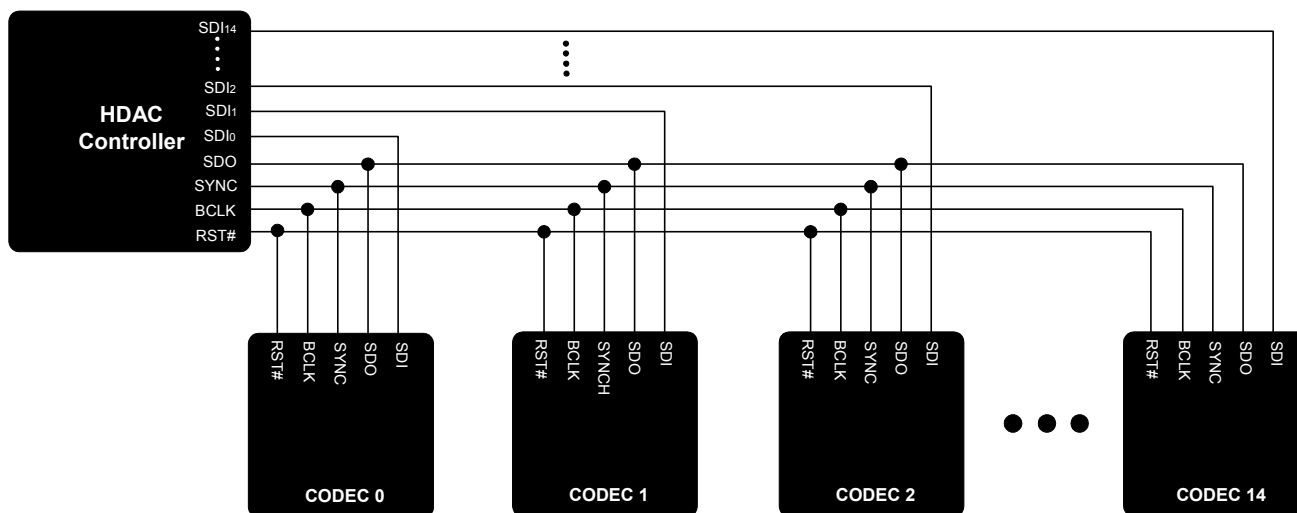 SDI14
SDI2
HDAC
Controller
SDI1
SDI0
SDO
SYNC
BCLK
RST#
RST#
BCLK
SYNC
SDO
SDI
CODEC 0
RST#
BCLK
SYNCH
SDO
SDI
CODEC 1
RST#
BCLK
SYNC
SDO
SDI
CODEC 2
RST#
BCLK
SYNC
SDO
SDI
CODEC 14